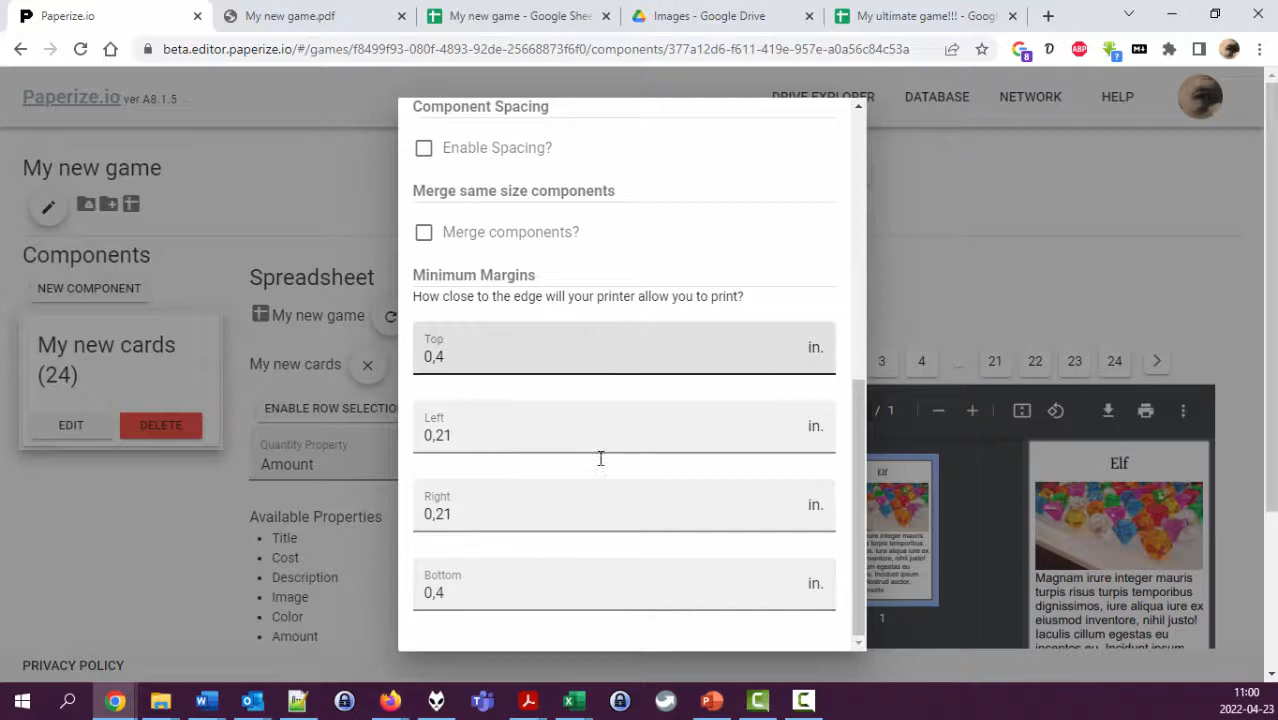 Paperize.io
My new game.pdf
My new game - Google Shee
Images - Google Drive
My ultimate game!!! - Googl
beta.editor.paperize.io/#/games/f8499f93-080f-4893-92de-25668873f6f0/components/377a12d6-f611-419e-957e-a0a56c84c53a
8
ABP
?
Paperize.io ver.A8.1.5
DRIVE EXPLORER
DATABASE
NETWORK
HELP
My new game
Components
NEW COMPONENT
My new cards
(24)
EDIT
DELETE
Spreadsheet
My new game
My new cards
ENABLE ROW SELECTIO
Quantity Property
Amount
Available Properties
• Title
• Cost
• Description
• Image
• Color
• Amount
PRIVACY POLICY
Component Spacing
Enable Spacing?
Merge same size components
Merge components?
Minimum Margins
How close to the edge will your printer allow you to print?
Top
0,4 in.
Left
0,21 in.
Right
0,21 in.
Bottom
0,4 in.
3 4 ... 21 22 23 24
/ 1
Elf
1
Elf
Magnam irure integer mauris
turpis risus turpis temporibus
dignissimos, iure aliqua iure ex
eiusmod inventore, nihil justo!
Iaculis cillum egestas eu
11:00
2022-04-23